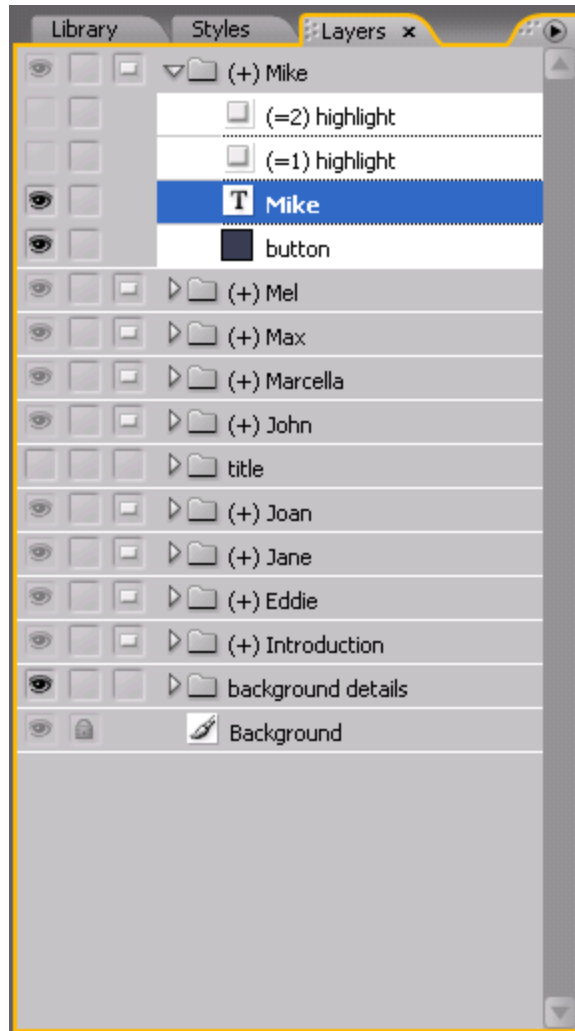 Library Styles Layers x
(+) Mike
(=2) highlight
(=1) highlight
T Mike
button
(+) Mel
(+) Max
(+) Marcella
(+) John
title
(+) Joan
(+) Jane
(+) Eddie
(+) Introduction
background details
Background